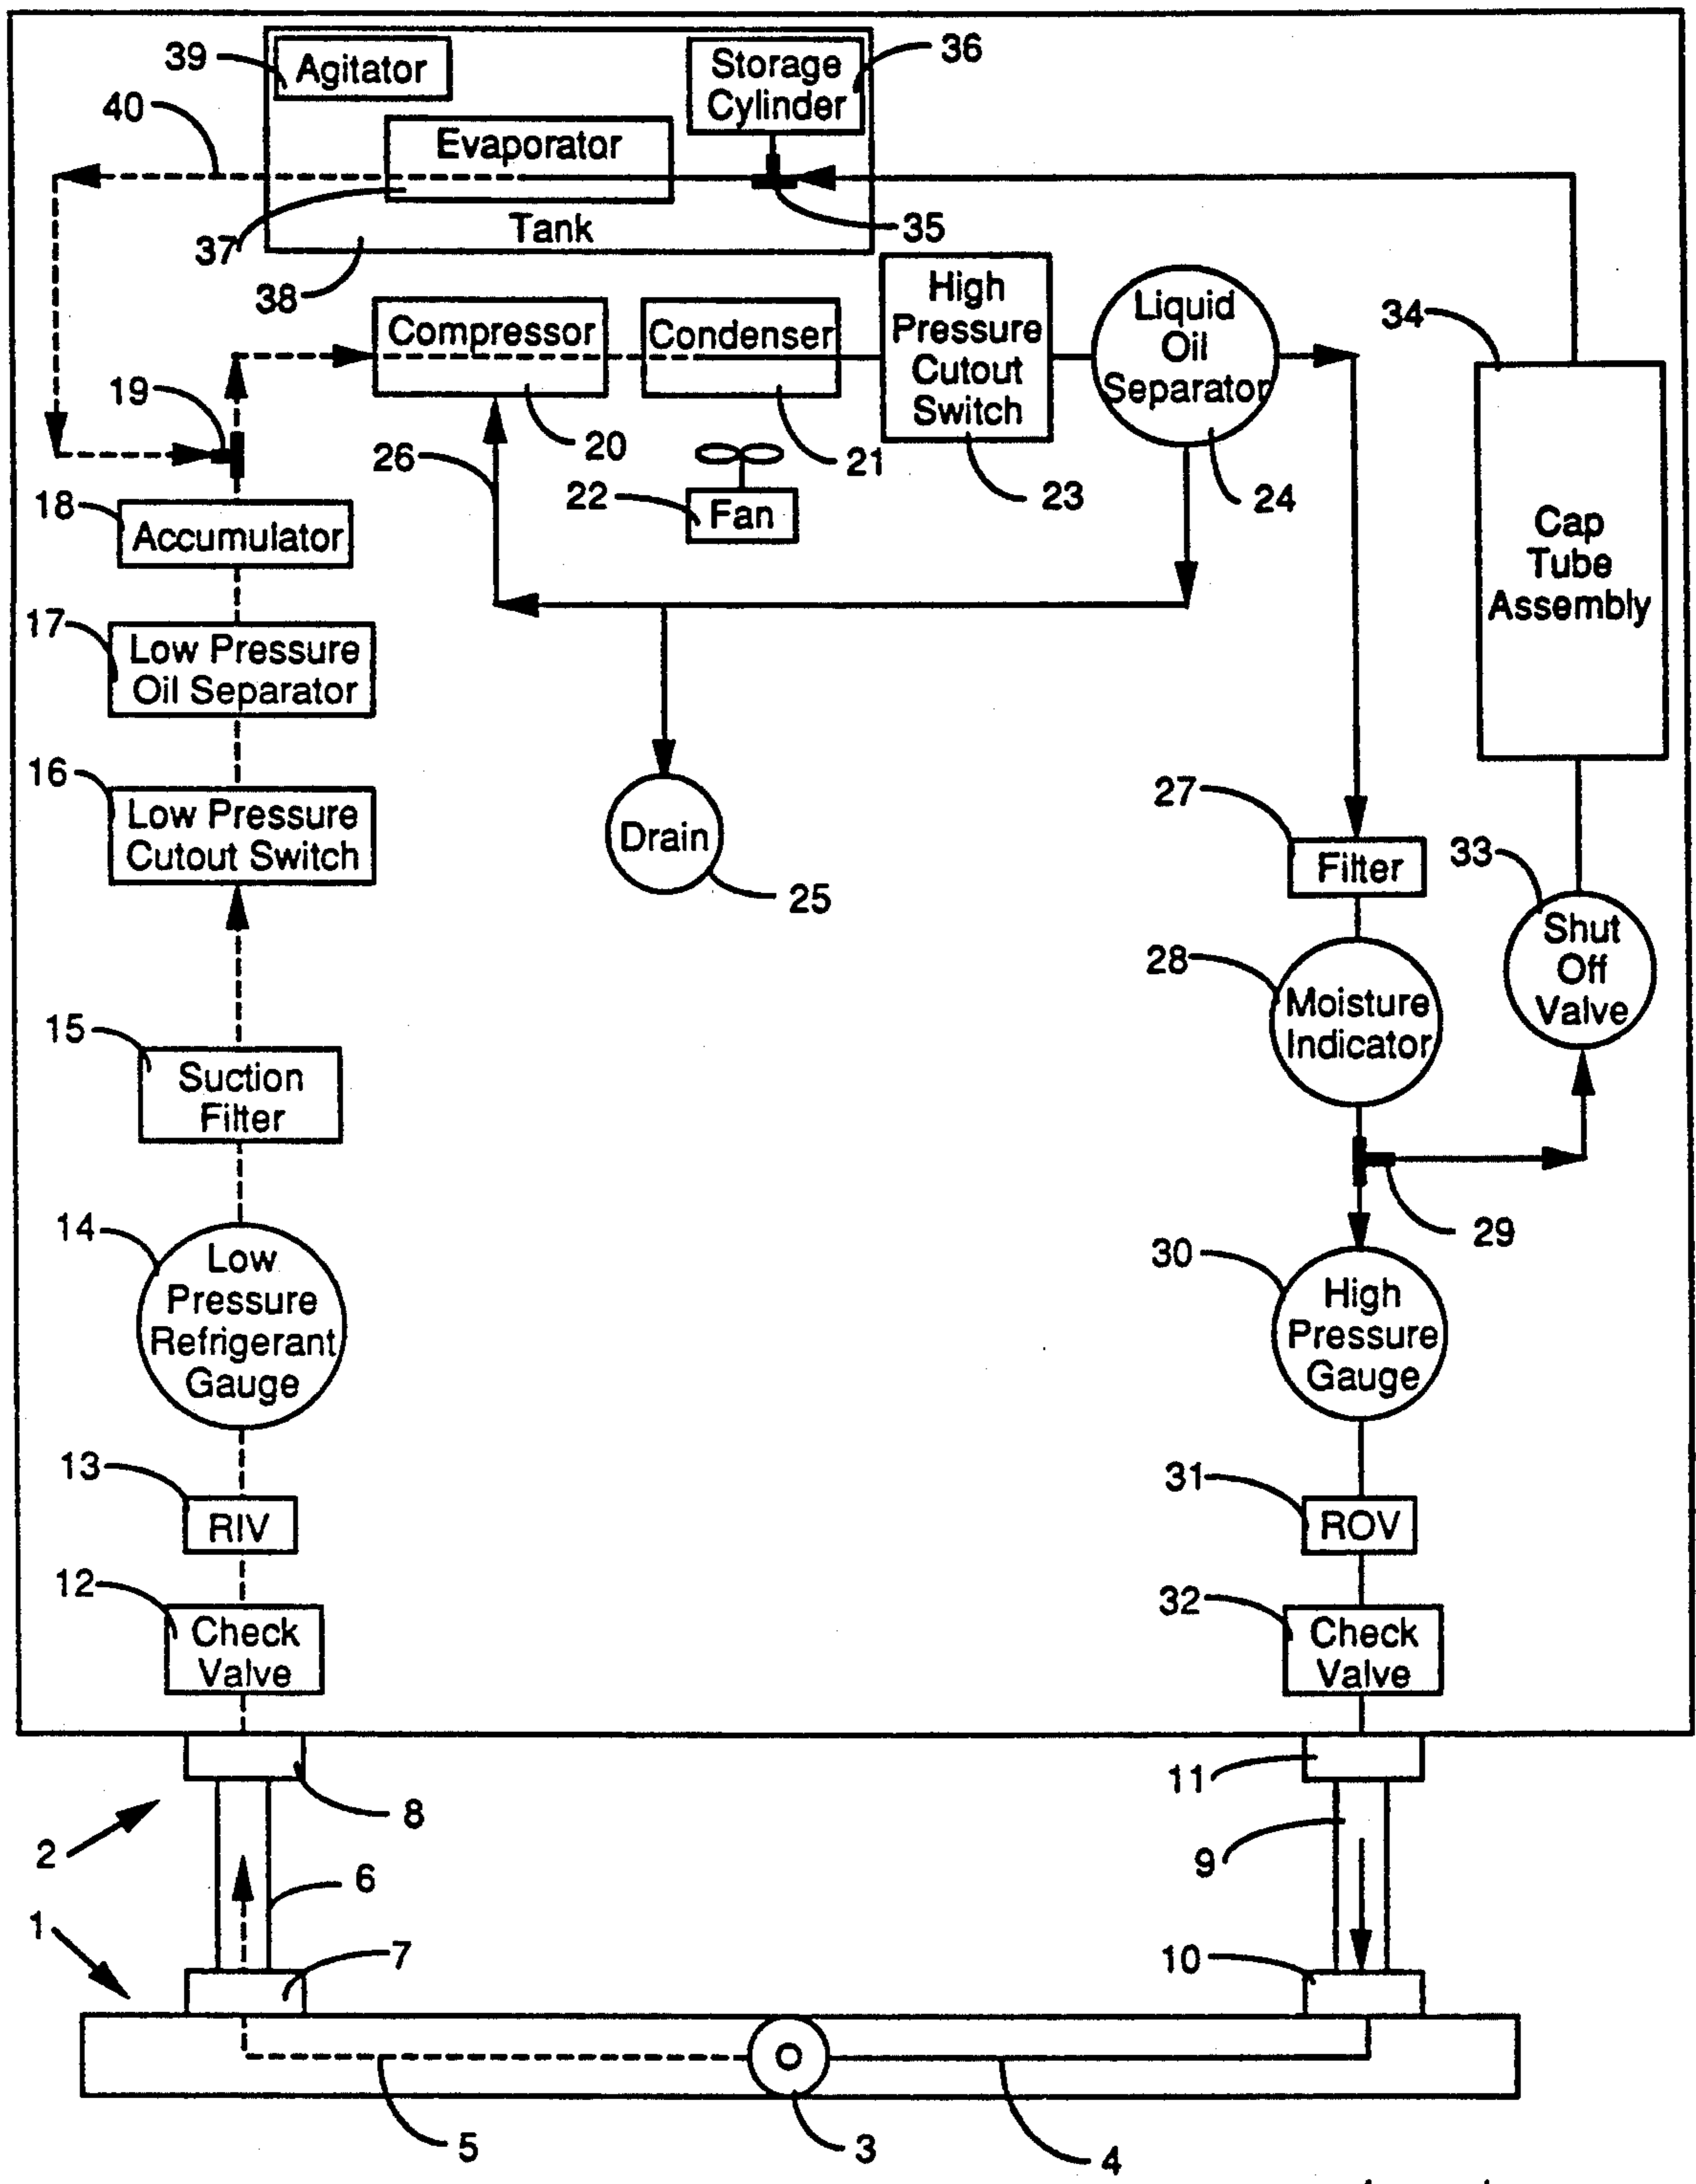 39
Agitator
Storage
Cylinder
36
40
Evaporator
37
Tank
35
38
Compressor
Condenser
High
Pressure
Cutout
Switch
Liquid
Oil
Separator
34
19
20
21
26
22
Fan
23
24
18
Accumulator
Cap
Tube
Assembly
17
Low Pressure
Oil Separator
16
Low Pressure
Cutout Switch
Drain
25
27
Filter
33
Shut
Off
Valve
28
Moisture
Indicator
15
Suction
Filter
29
14
Low
Pressure
Refrigerant
Gauge
30
High
Pressure
Gauge
13
RIV
31
ROV
12
Check
Valve
32
Check
Valve
8
11
2
6
9
1
7
10
5
3
4